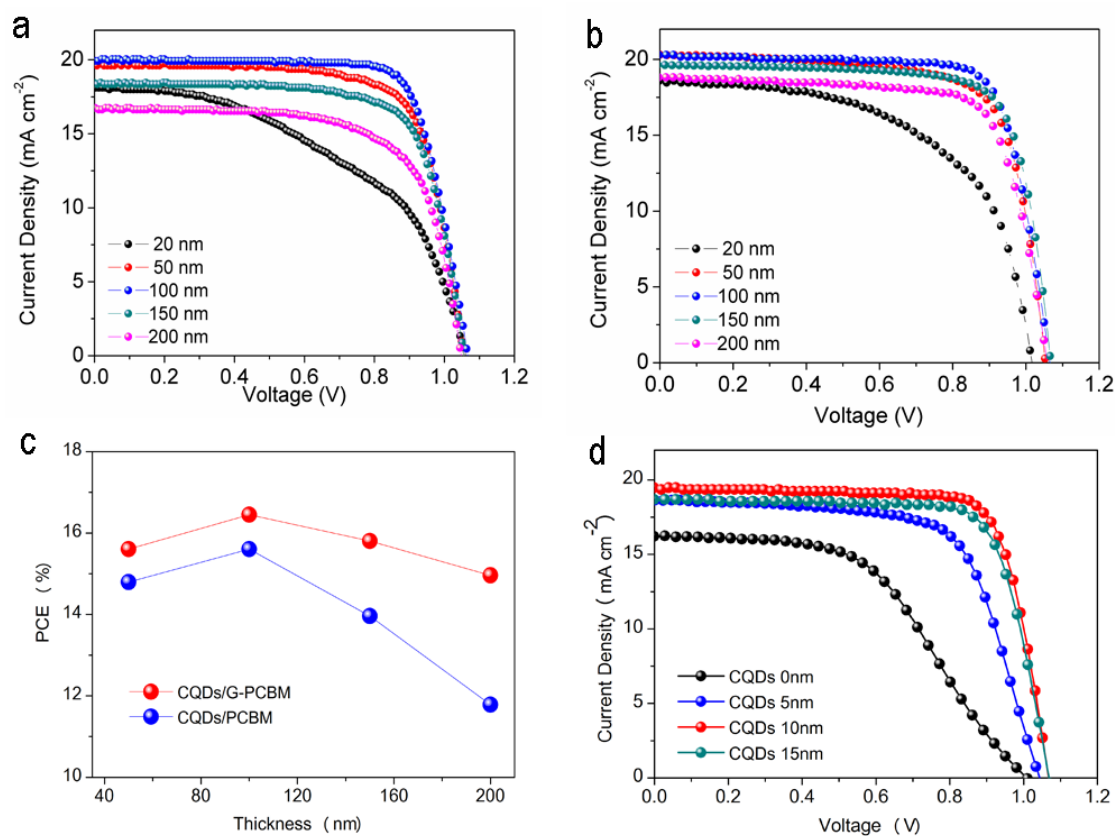 a
Current Density (mA cm-2)
20
15
10
5
0
20 nm
50 nm
100 nm
150 nm
200 nm
0.0 0.2 0.4 0.6 0.8 1.0 1.2
Voltage (V)
b
Current Density (mA cm-2)
20
15
10
5
0
20 nm
50 nm
100 nm
150 nm
200 nm
0.0 0.2 0.4 0.6 0.8 1.0 1.2
Voltage (V)
c
PCE (%)
18
16
14
12
10
CQDs/G-PCBM
CQDs/PCBM
40 80 120 160 200
Thickness (nm)
d
Current Density (mA cm-2)
20
15
10
5
0
CQDs 0nm
CQDs 5nm
CQDs 10nm
CQDs 15nm
0.0 0.2 0.4 0.6 0.8 1.0 1.2
Voltage (V)